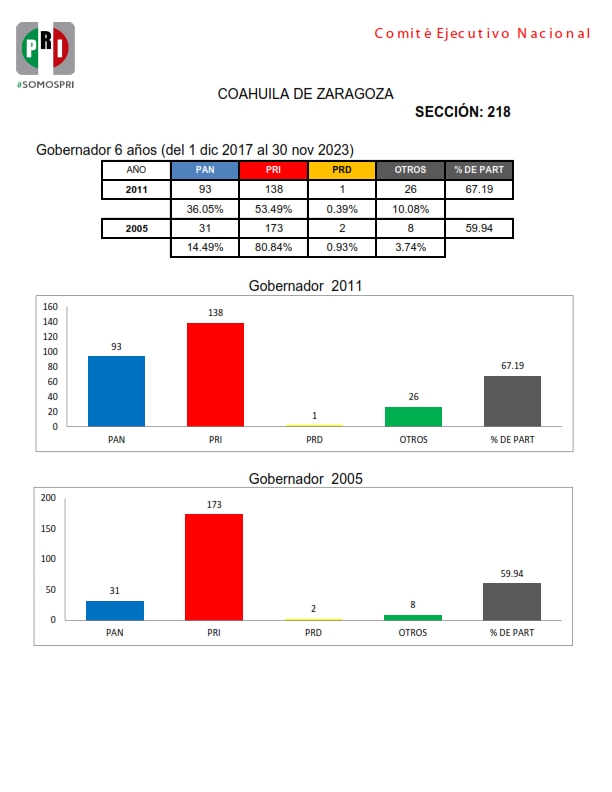 Comité Ejecutivo Nacional
PRI
#SOMOSPRI
COAHUILA DE ZARAGOZA
SECCIÓN: 218
Gobernador 6 años (del 1 dic 2017 al 30 nov 2023)
AÑO PAN PRI PRD OTROS % DE PART
2011 93 138 1 26 67.19
36.05% 53.49% 0.39% 10.08%
2005 31 173 2 8 59.94
14.49% 80.84% 0.93% 3.74%
Gobernador 2011
160
140
120
100
80
60
40
20
0
93
138
1
26
67.19
PAN PRI PRD OTROS % DE PART
Gobernador 2005
200
150
100
50
0
31
173
2
8
59.94
PAN PRI PRD OTROS % DE PART